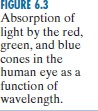 FIGURE 6.3
Absorption of
light by the red,
green, and blue
cones in the
human eye as a
function of
wavelength.